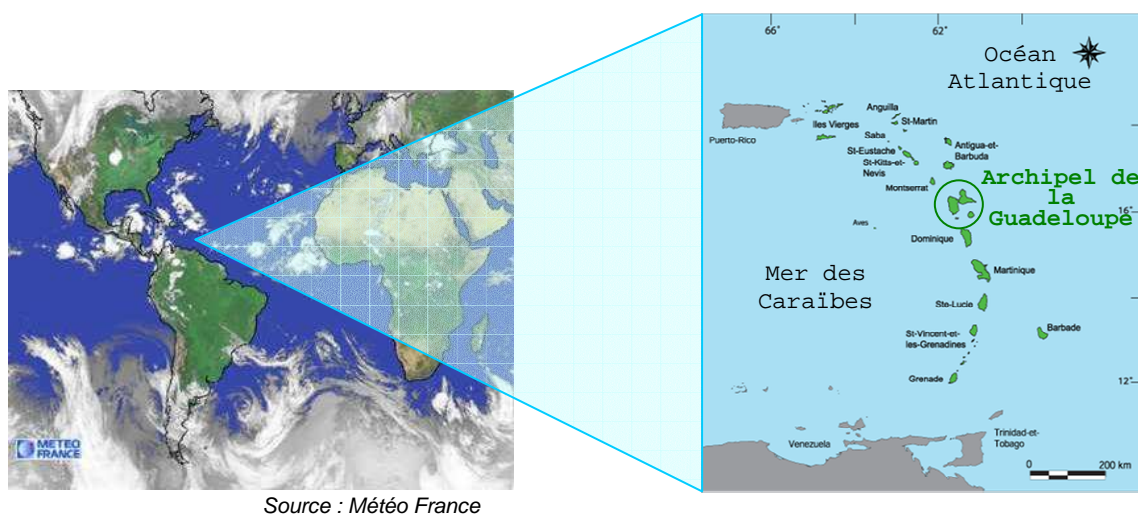 66°
62°
Océan
Atlantique
Anguilla
St-Martin
Iles Vierges
Puerto-Rico
Saba
St-Eustache
St-Kitts-et-
Nevis
Antigua-et-
Barbuda
Montserrat
Archipel de
la
Guadeloupe
16°
Aves
Dominique
Mer des
Caraïbes
Martinique
Ste-Lucie
St-Vincent-et-
les-Grenadines
Barbade
Grenade
12°
Venezuela
Trinidad-et-
Tobago
0 200 km
METEO
FRANCE
Source : Météo France